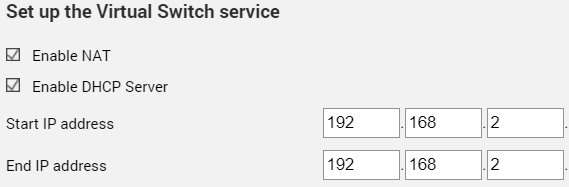 Set up the Virtual Switch service
Enable NAT
Enable DHCP Server
Start IP address 192 . 168 . 2 .
End IP address 192 . 168 . 2 .